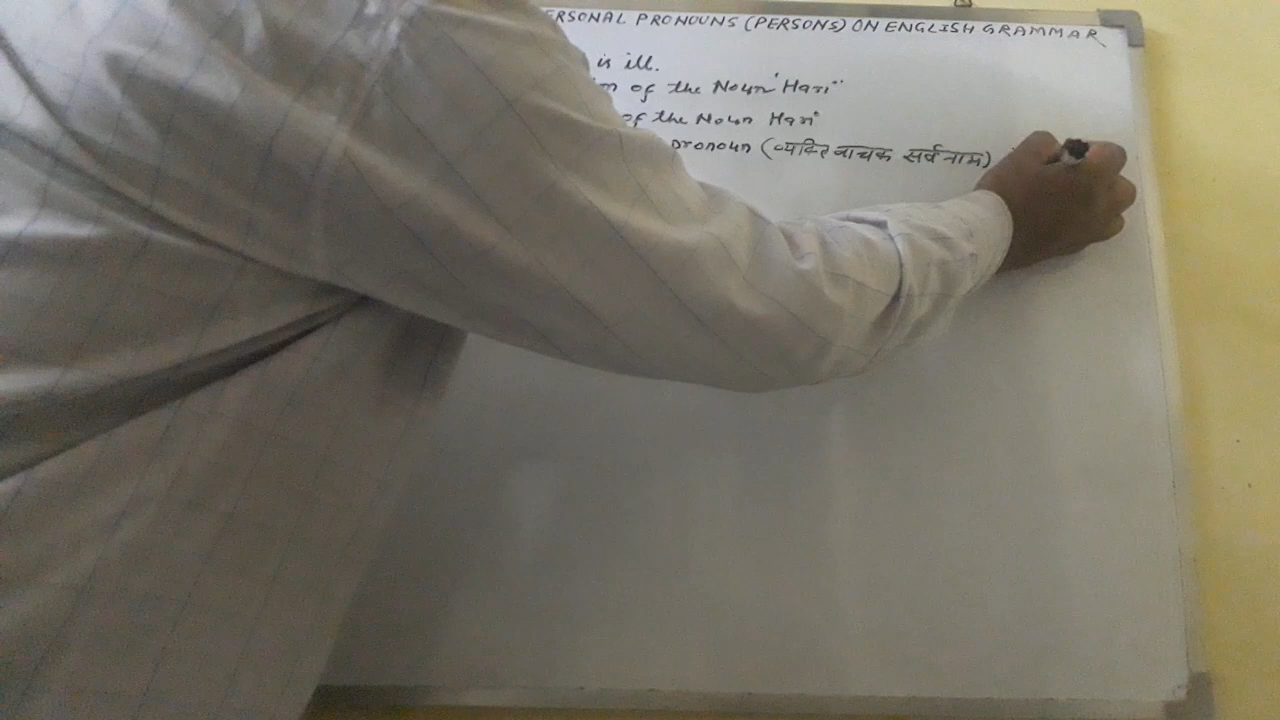 ERSONAL PRONOUNS (PERSONS) ON ENGLISH GRAMMAR
is ill.
of the Noun 'Hari"
of the Noun Hari'
pronoun (व्यक्तिवाचक सर्वनाम)